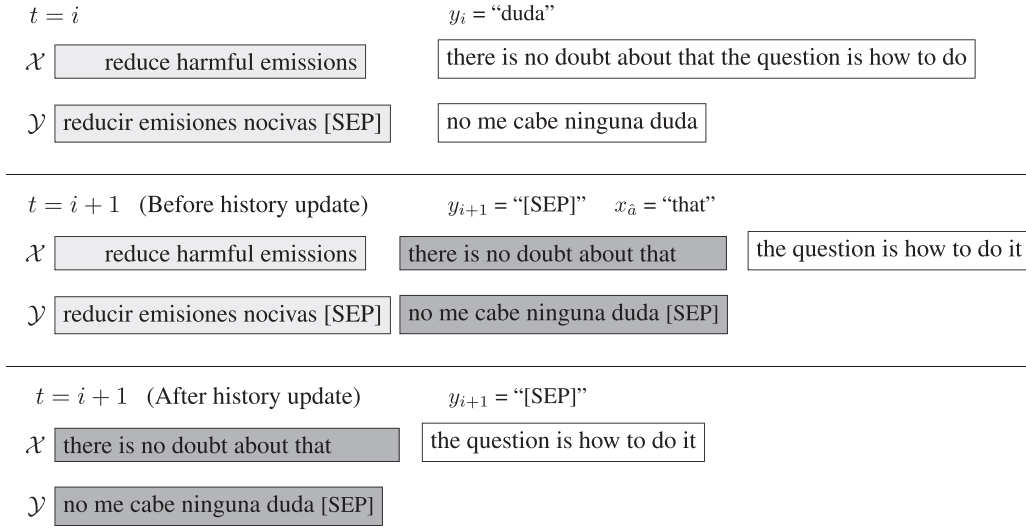 t = i    y_i = “duda”
𝒳 reduce harmful emissions    there is no doubt about that the question is how to do
𝒴 reducir emisiones nocivas [SEP]    no me cabe ninguna duda
t = i + 1 (Before history update)    y_{i+1} = “[SEP]”    x_â = “that”
𝒳 reduce harmful emissions    there is no doubt about that    the question is how to do it
𝒴 reducir emisiones nocivas [SEP]    no me cabe ninguna duda [SEP]
t = i + 1 (After history update)    y_{i+1} = “[SEP]”
𝒳 there is no doubt about that    the question is how to do it
𝒴 no me cabe ninguna duda [SEP]